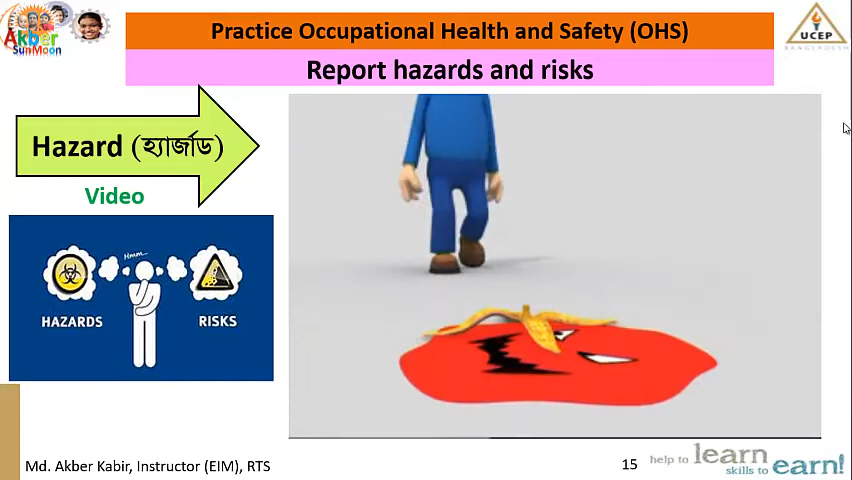 Akber
SunMoon
Practice Occupational Health and Safety (OHS)
Report hazards and risks
UCEP
BANGLADESH
Hazard (হ্যার্জাড)
Video
Hmm...
HAZARDS
RISKS
Md. Akber Kabir, Instructor (EIM), RTS
15
help to learn
skills to earn!